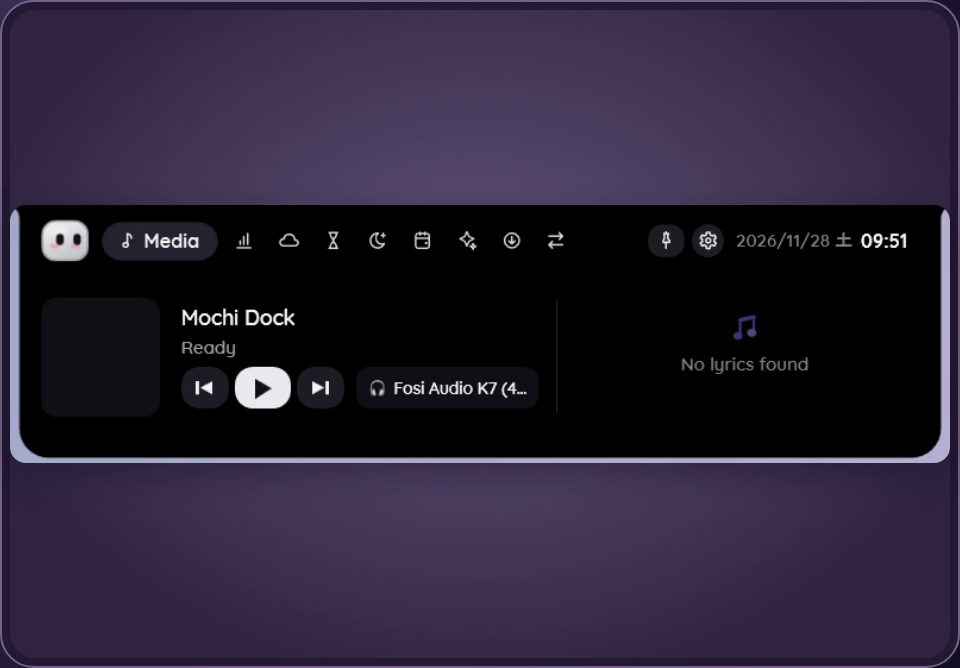 Media
2026/11/28 土 09:51
Mochi Dock
Ready
Fosi Audio K7 (4...
No lyrics found